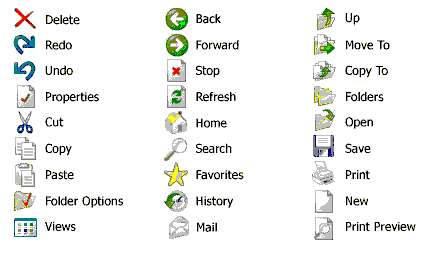 Delete
Redo
Undo
Properties
Cut
Copy
Paste
Folder Options
Views
Back
Forward
Stop
Refresh
Home
Search
Favorites
History
Mail
Up
Move To
Copy To
Folders
Open
Save
Print
New
Print Preview